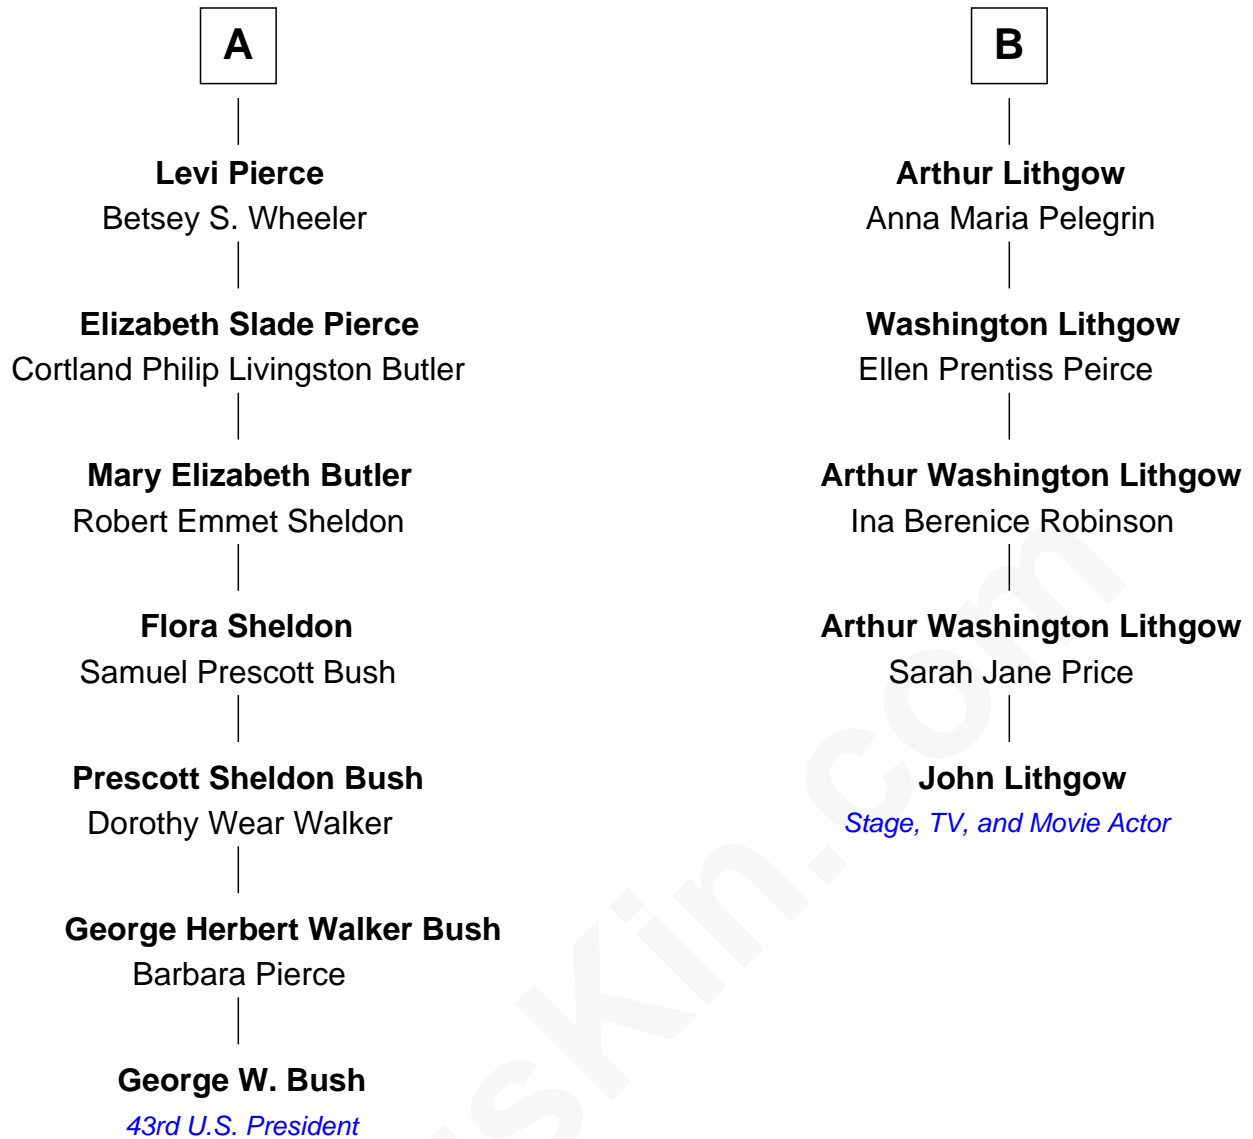 A
Levi Pierce
Betsey S. Wheeler
Elizabeth Slade Pierce
Cortland Philip Livingston Butler
Mary Elizabeth Butler
Robert Emmet Sheldon
Flora Sheldon
Samuel Prescott Bush
Prescott Sheldon Bush
Dorothy Wear Walker
George Herbert Walker Bush
Barbara Pierce
George W. Bush
43rd U.S. President
B
Arthur Lithgow
Anna Maria Pelegrin
Washington Lithgow
Ellen Prentiss Peirce
Arthur Washington Lithgow
Ina Berenice Robinson
Arthur Washington Lithgow
Sarah Jane Price
John Lithgow
Stage, TV, and Movie Actor
sKin.com